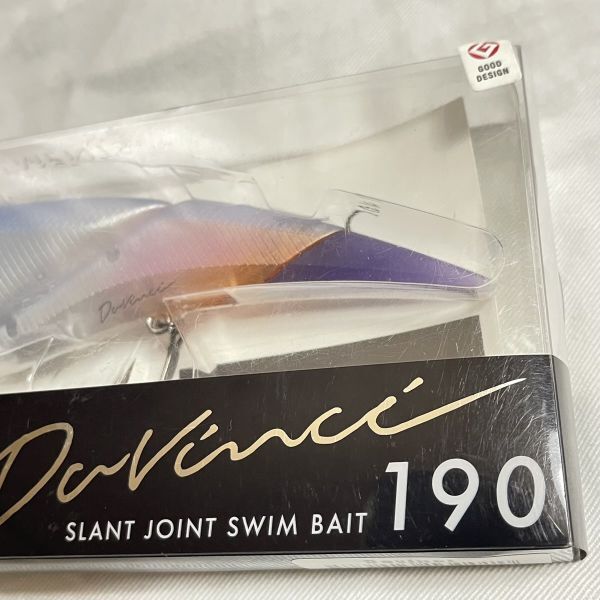 GOOD
DESIGN
DaVinci
DaVinci
190
SLANT JOINT SWIM BAIT